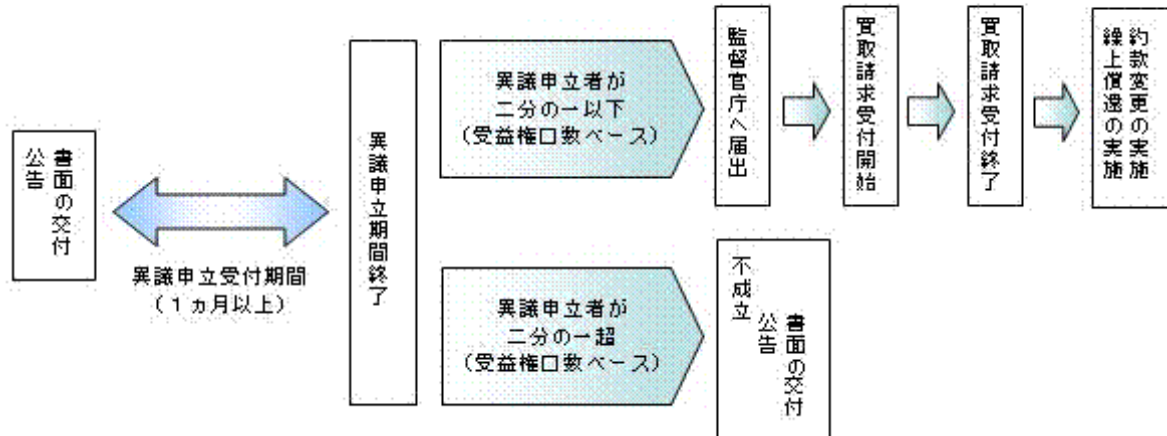 書面の交付
公告
異議申立受付期間
（１ヵ月以上）
異議申立期間終了
異議申立者が
二分の一以下
（受益権口数ベース）
監督官庁へ届出
買取請求受付開始
買取請求受付終了
約款変更の実施
繰上償還の実施
異議申立者が
二分の一超
（受益権口数ベース）
不成立
書面の交付
公告